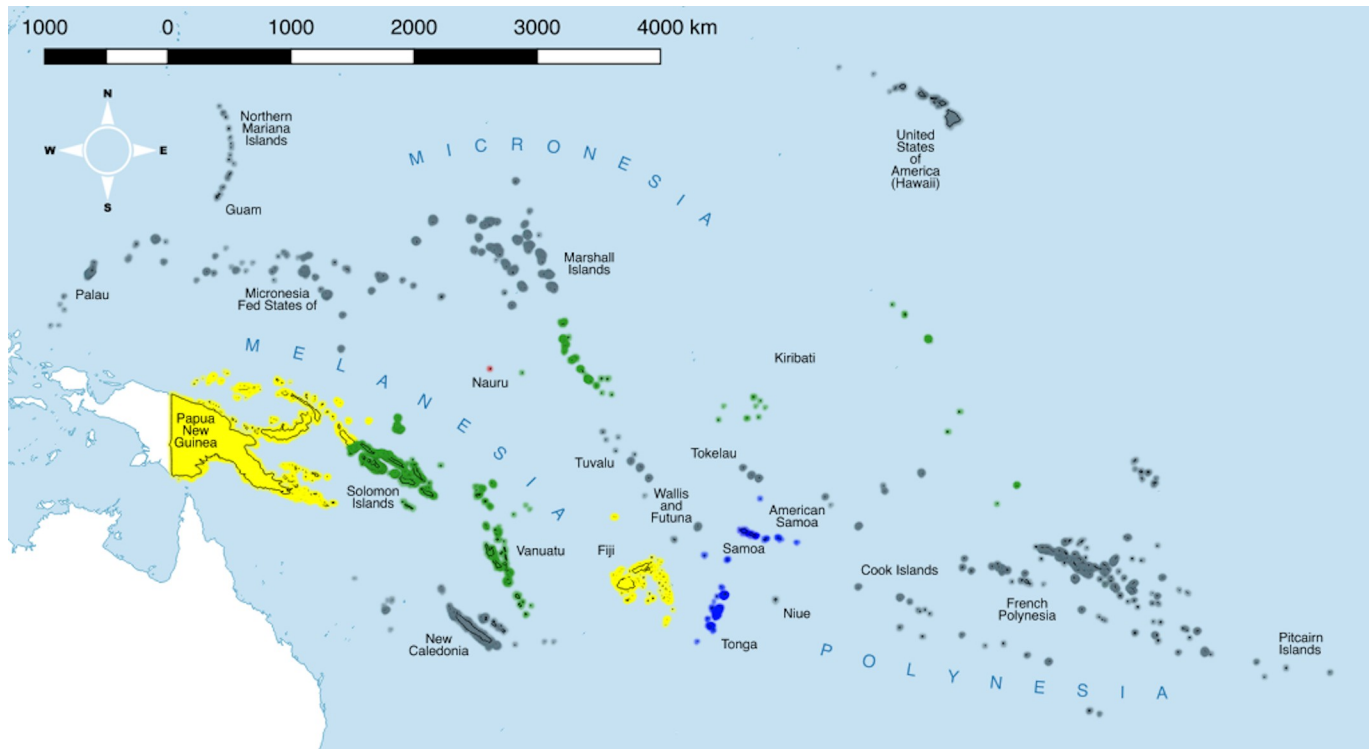 1000 0 1000 2000 3000 4000 km
N
W E
S
Northern
Mariana
Islands
Guam
United
States
of
America
(Hawaii)
MICRONESIA
Marshall
Islands
Palau
Micronesia
Fed States of
MELANESIA
Nauru
Kiribati
Papua
New
Guinea
Tuvalu
Tokelau
Solomon
Islands
Wallis
and
Futuna
American
Samoa
Vanuatu
Fiji
Samoa
Cook Islands
French
Polynesia
Niue
New
Caledonia
Tonga
Pitcairn
Islands
POLYNESIA